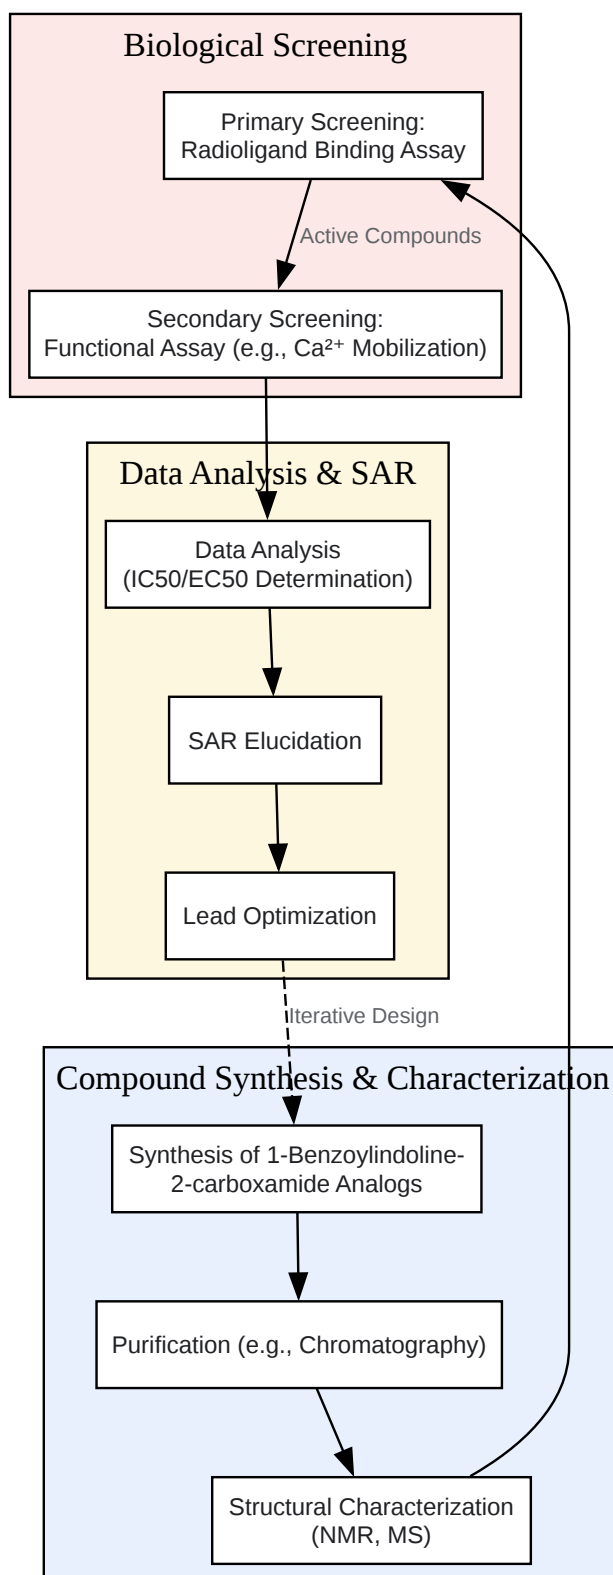 Biological Screening
Primary Screening:
Radioligand Binding Assay
Active Compounds
Secondary Screening:
Functional Assay (e.g., Ca²⁺ Mobilization)
Data Analysis & SAR
Data Analysis
(IC50/EC50 Determination)
SAR Elucidation
Lead Optimization
Iterative Design
Compound Synthesis & Characterization
Synthesis of 1-Benzoylindoline-
2-carboxamide Analogs
Purification (e.g., Chromatography)
Structural Characterization
(NMR, MS)